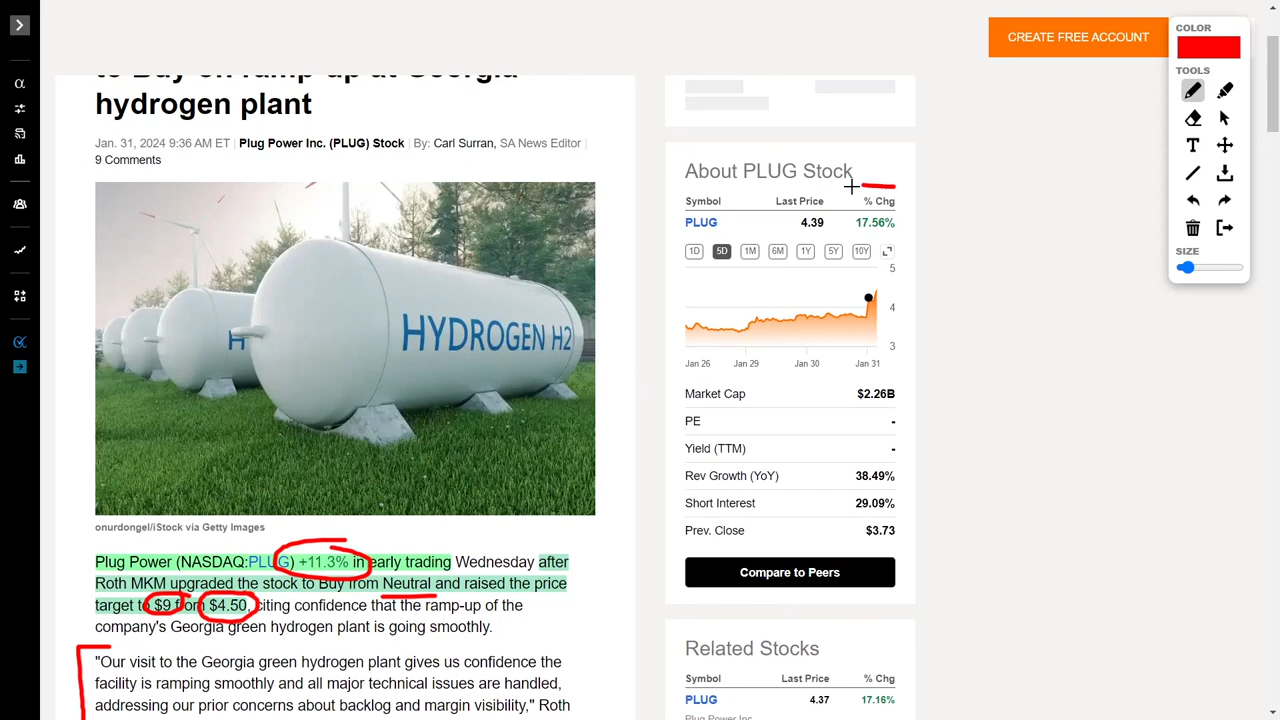 CREATE FREE ACCOUNT
COLOR
TOOLS
SIZE
hydrogen plant
Jan. 31, 2024 9:36 AM ET | Plug Power Inc. (PLUG) Stock | By: Carl Surran, SA News Editor |
9 Comments
H
HYDROGEN H2
onurdongel/iStock via Getty Images
Plug Power (NASDAQ:PLUG) +11.3% in early trading Wednesday after
Roth MKM upgraded the stock to Buy from Neutral and raised the price
target to $9 from $4.50, citing confidence that the ramp-up of the
company's Georgia green hydrogen plant is going smoothly.
"Our visit to the Georgia green hydrogen plant gives us confidence the
facility is ramping smoothly and all major technical issues are handled,
addressing our prior concerns about backlog and margin visibility," Roth
About PLUG Stock
Symbol Last Price % Chg
PLUG 4.39 17.56%
1D 5D 1M 6M 1Y 5Y 10Y
5
4
3
Jan 26 Jan 29 Jan 30 Jan 31
Market Cap $2.26B
PE -
Yield (TTM) -
Rev Growth (YoY) 38.49%
Short Interest 29.09%
Prev. Close $3.73
Compare to Peers
Related Stocks
Symbol Last Price % Chg
PLUG 4.37 17.16%
Plug Power Inc.